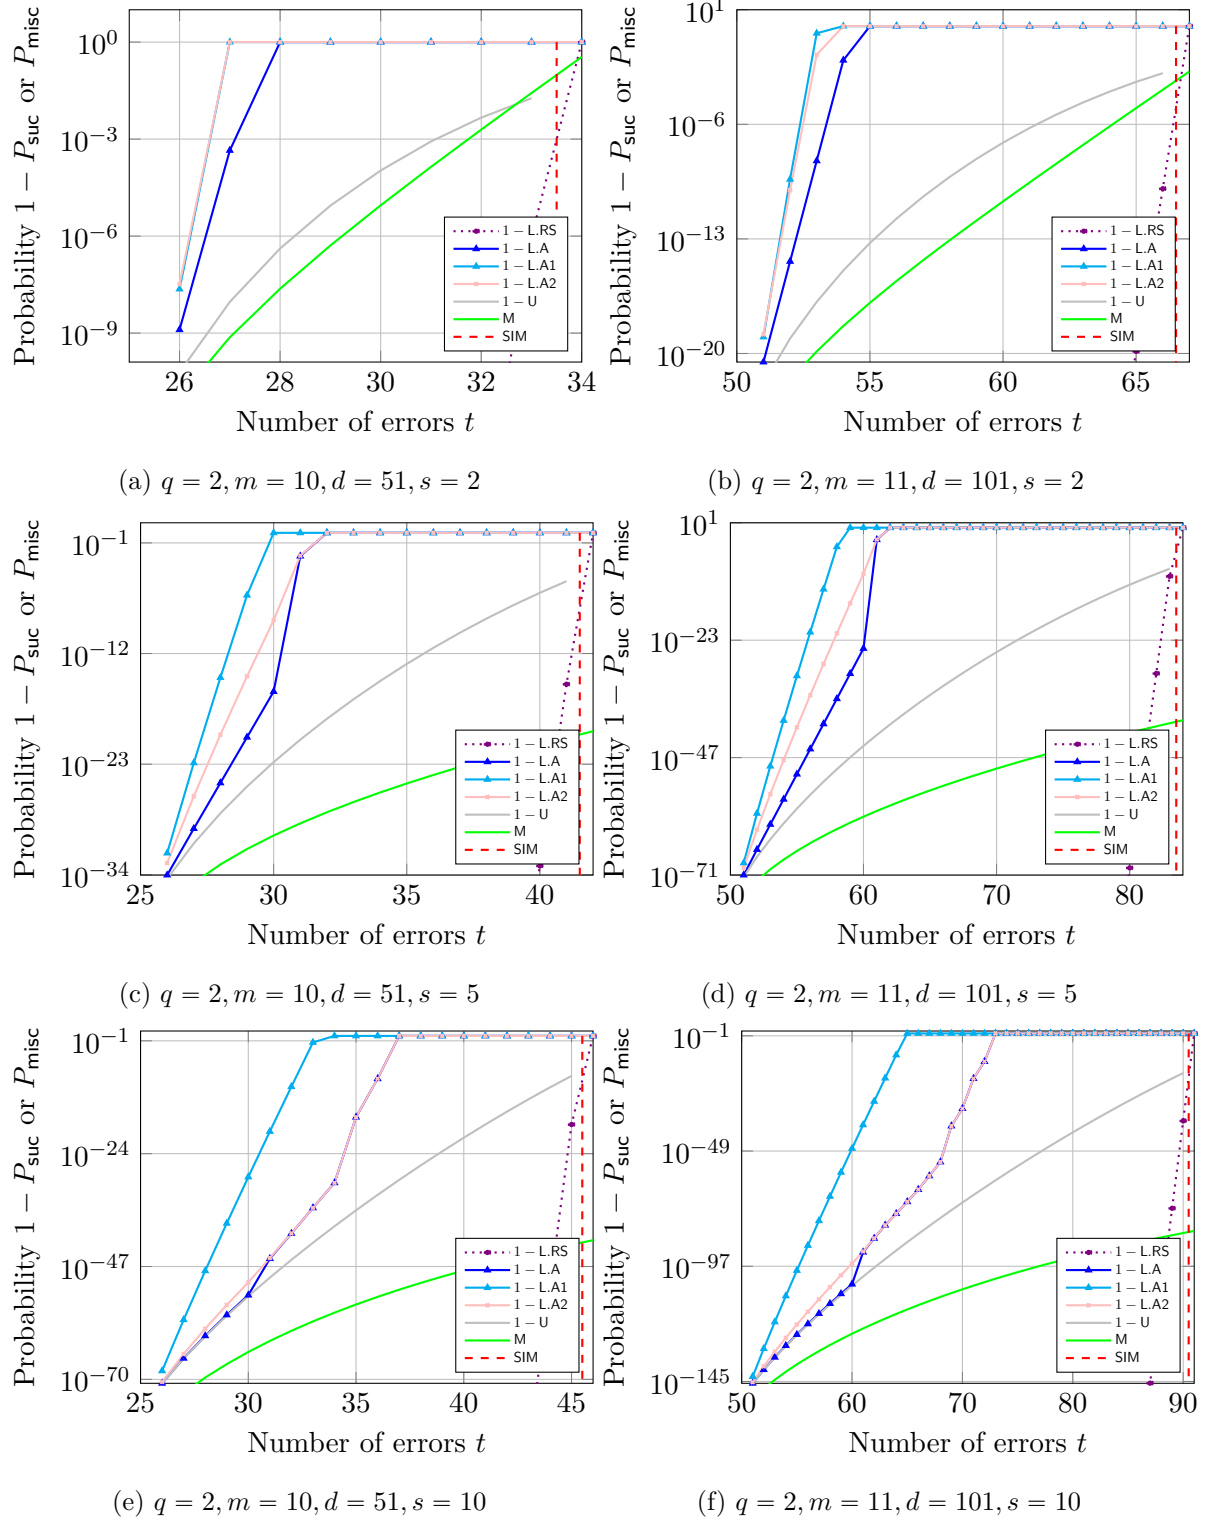 Probability 1 − P_suc or P_misc
10^0
10^−3
10^−6
10^−9
26 28 30 32 34
Number of errors t
1 − L.RS
1 − L.A
1 − L.A1
1 − L.A2
1 − U
M
SIM
(a) q = 2, m = 10, d = 51, s = 2
Probability 1 − P_suc or P_misc
10^1
10^−6
10^−13
10^−20
50 55 60 65
Number of errors t
1 − L.RS
1 − L.A
1 − L.A1
1 − L.A2
1 − U
M
SIM
(b) q = 2, m = 11, d = 101, s = 2
Probability 1 − P_suc or P_misc
10^−1
10^−12
10^−23
10^−34
25 30 35 40
Number of errors t
1 − L.RS
1 − L.A
1 − L.A1
1 − L.A2
1 − U
M
SIM
(c) q = 2, m = 10, d = 51, s = 5
Probability 1 − P_suc or P_misc
10^1
10^−23
10^−47
10^−71
50 60 70 80
Number of errors t
1 − L.RS
1 − L.A
1 − L.A1
1 − L.A2
1 − U
M
SIM
(d) q = 2, m = 11, d = 101, s = 5
Probability 1 − P_suc or P_misc
10^−1
10^−24
10^−47
10^−70
25 30 35 40 45
Number of errors t
1 − L.RS
1 − L.A
1 − L.A1
1 − L.A2
1 − U
M
SIM
(e) q = 2, m = 10, d = 51, s = 10
Probability 1 − P_suc or P_misc
10^−1
10^−49
10^−97
10^−145
50 60 70 80 90
Number of errors t
1 − L.RS
1 − L.A
1 − L.A1
1 − L.A2
1 − U
M
SIM
(f) q = 2, m = 11, d = 101, s = 10